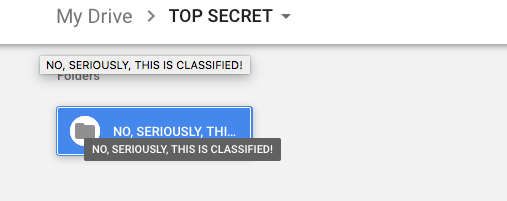 My Drive > TOP SECRET
NO, SERIOUSLY, THIS IS CLASSIFIED!
Folders
NO, SERIOUSLY, THI...
NO, SERIOUSLY, THIS IS CLASSIFIED!